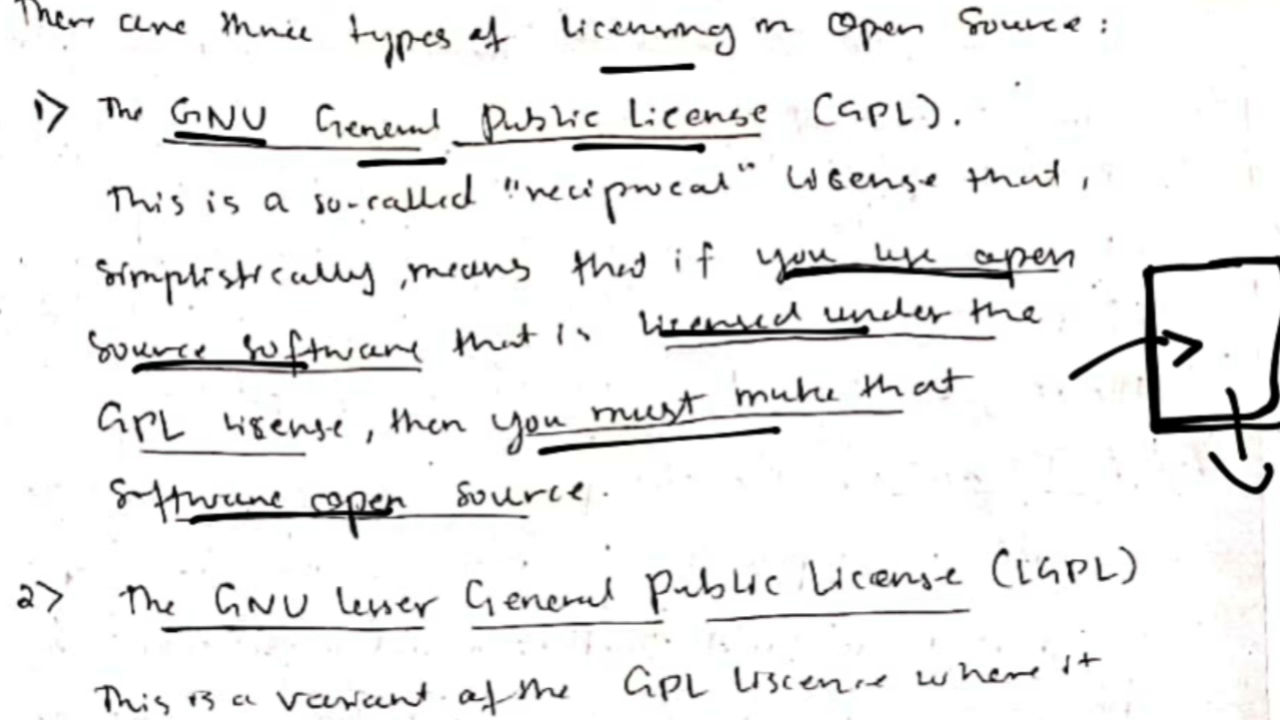 There are three types of licensing in Open Source:
1) The GNU General Public License (GPL).
This is a so-called "reciprocal" license that,
simplistically, means that if you use open
source software that is licensed under the
GPL license, then you must make that
software open source.
2) The GNU lesser General Public License (LGPL)
This is a variant of the GPL Liscence where it